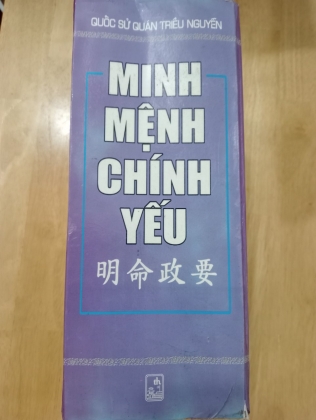 QUỐC SỬ QUÁN TRIỀU NGUYỄN
MINH
MỆNH
CHÍNH
YẾU
明命政要